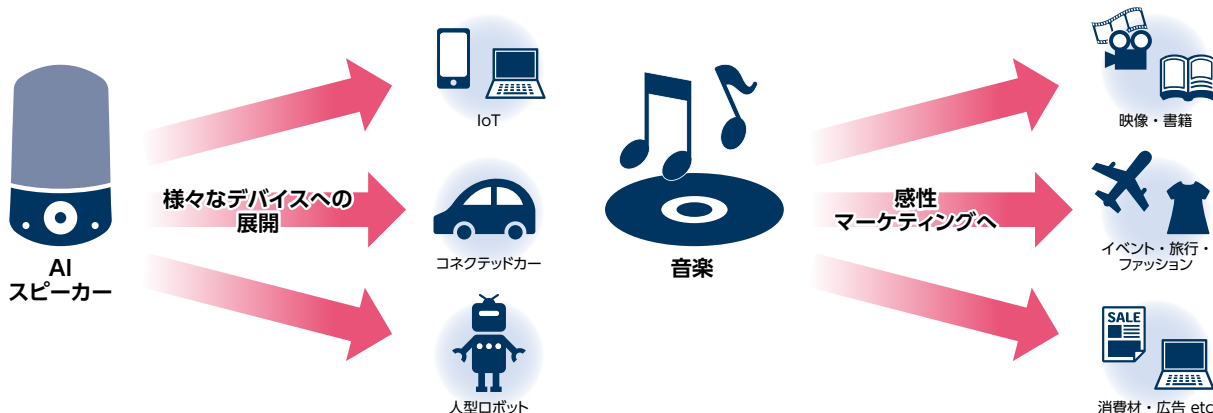 AI
スピーカー
様々なデバイスへの
展開
IoT
コネクテッドカー
人型ロボット
音楽
感性
マーケティングへ
映像・書籍
イベント・旅行・
ファッション
SALE
消費材・広告 etc